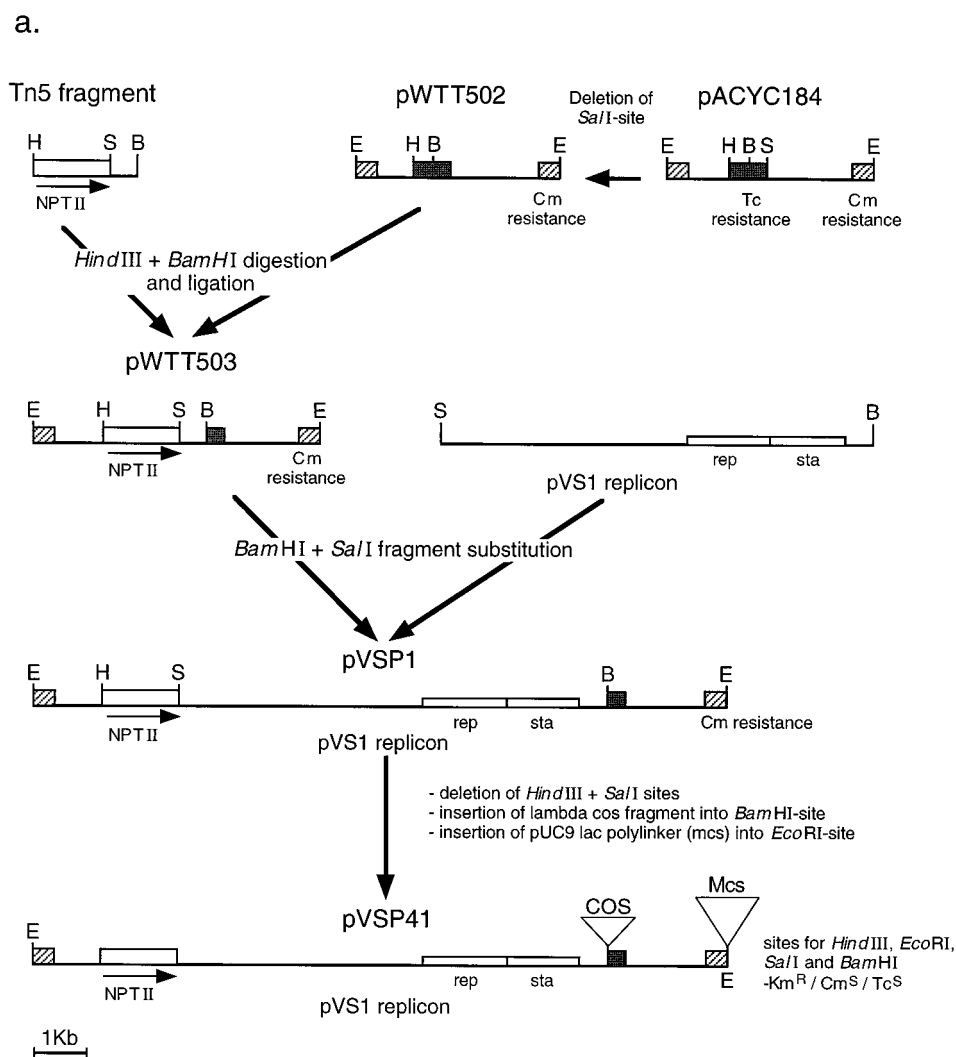 a.
Tn5 fragment
H S B
NPT II
pWTT502
E H B E
Cm
resistance
Deletion of
SalI-site
pACYC184
E H B S E
Tc
resistance
Cm
resistance
HindIII + BamHI digestion
and ligation
pWTT503
E H S B E
NPT II
Cm
resistance
S B
rep sta
pVS1 replicon
BamHI + SalI fragment substitution
pVSP1
E H S B E
NPT II
rep sta
Cm resistance
pVS1 replicon
- deletion of HindIII + SalI sites
- insertion of lambda cos fragment into BamHI-site
- insertion of pUC9 lac polylinker (mcs) into EcoRI-site
pVSP41
COS
Mcs
E
NPT II
rep sta
E
pVS1 replicon
sites for HindIII, EcoRI,
SalI and BamHI
-KmR / CmS / TcS
1Kb